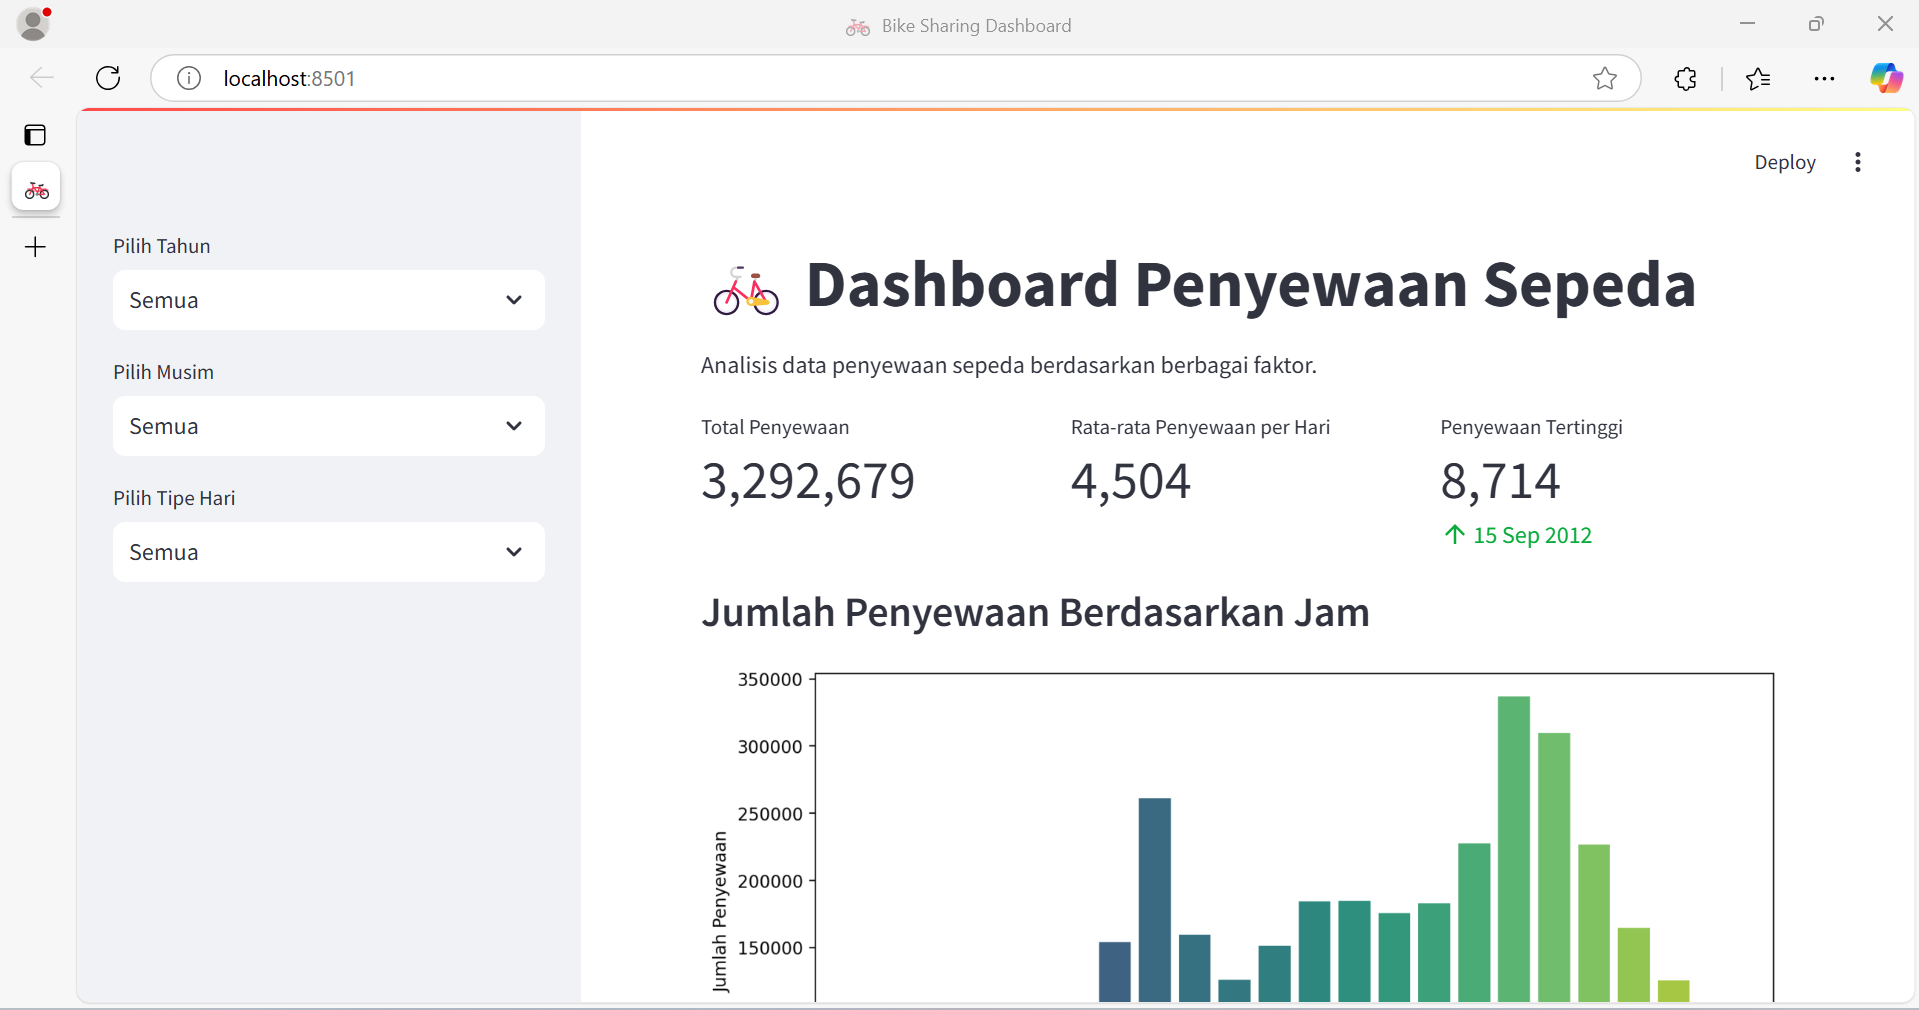 Bike Sharing Dashboard
localhost:8501
Deploy
Pilih Tahun
Semua
Pilih Musim
Semua
Pilih Tipe Hari
Semua
Dashboard Penyewaan Sepeda
Analisis data penyewaan sepeda berdasarkan berbagai faktor.
Total Penyewaan
3,292,679
Rata-rata Penyewaan per Hari
4,504
Penyewaan Tertinggi
8,714
15 Sep 2012
Jumlah Penyewaan Berdasarkan Jam
350000
300000
250000
200000
150000
Jumlah Penyewaan